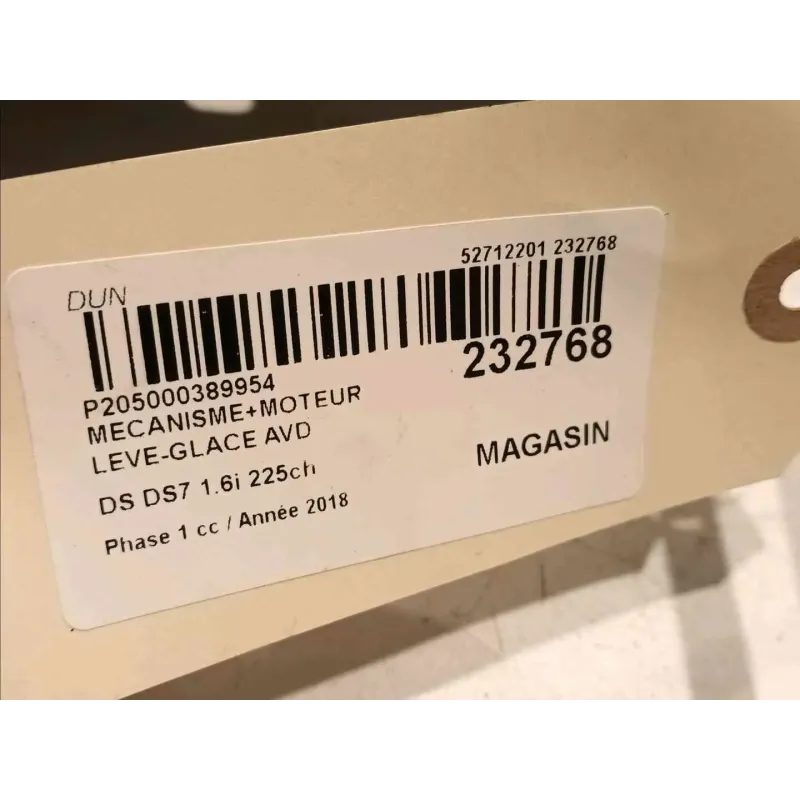 DUN
52712201 232768
P205000389954
232768
MECANISME+MOTEUR
LEVE-GLACE AVD
MAGASIN
DS DS7 1.6i 225ch
Phase 1 cc / Année 2018